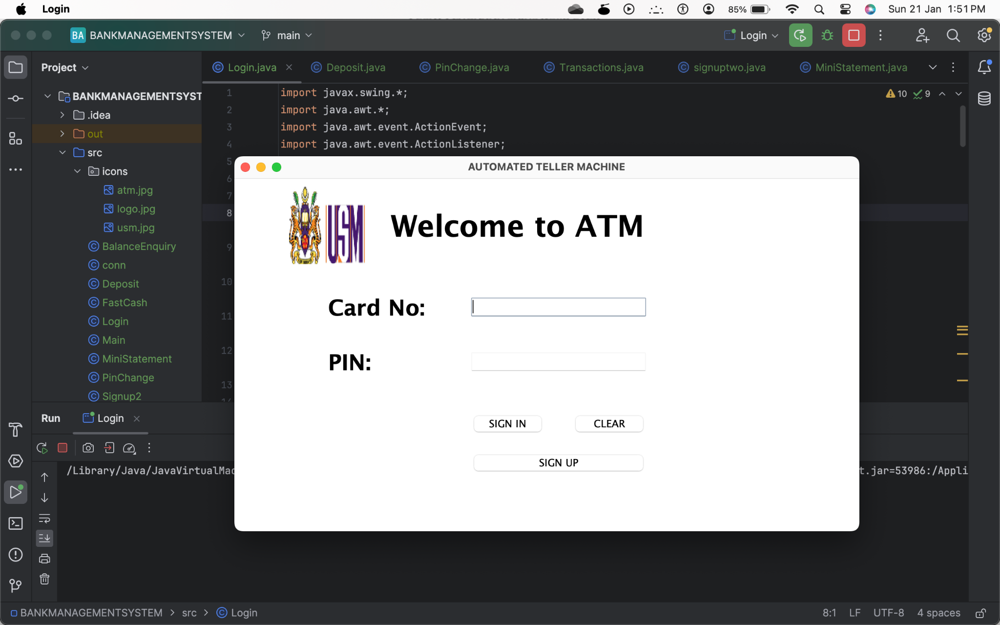 Login
85%
Sun 21 Jan 1:51 PM
BA BANKMANAGEMENTSYSTEM
main
Login
Project
Login.java
Deposit.java
PinChange.java
Transactions.java
signuptwo.java
MiniStatement.java
BANKMANAGEMENTSYST
.idea
out
src
icons
atm.jpg
logo.jpg
usm.jpg
BalanceEnquiry
conn
Deposit
FastCash
Login
Main
MiniStatement
PinChange
Signup2
1 import javax.swing.*;
2 import java.awt.*;
3 import java.awt.event.ActionEvent;
4 import java.awt.event.ActionListener;
5
6
7
8
9
10
11
12
13
10 9
AUTOMATED TELLER MACHINE
USM
Welcome to ATM
Card No:
PIN:
SIGN IN CLEAR
SIGN UP
Run Login
/Library/Java/JavaVirtualMac
t.jar=53986:/Appli
BANKMANAGEMENTSYSTEM > src > Login
8:1 LF UTF-8 4 spaces